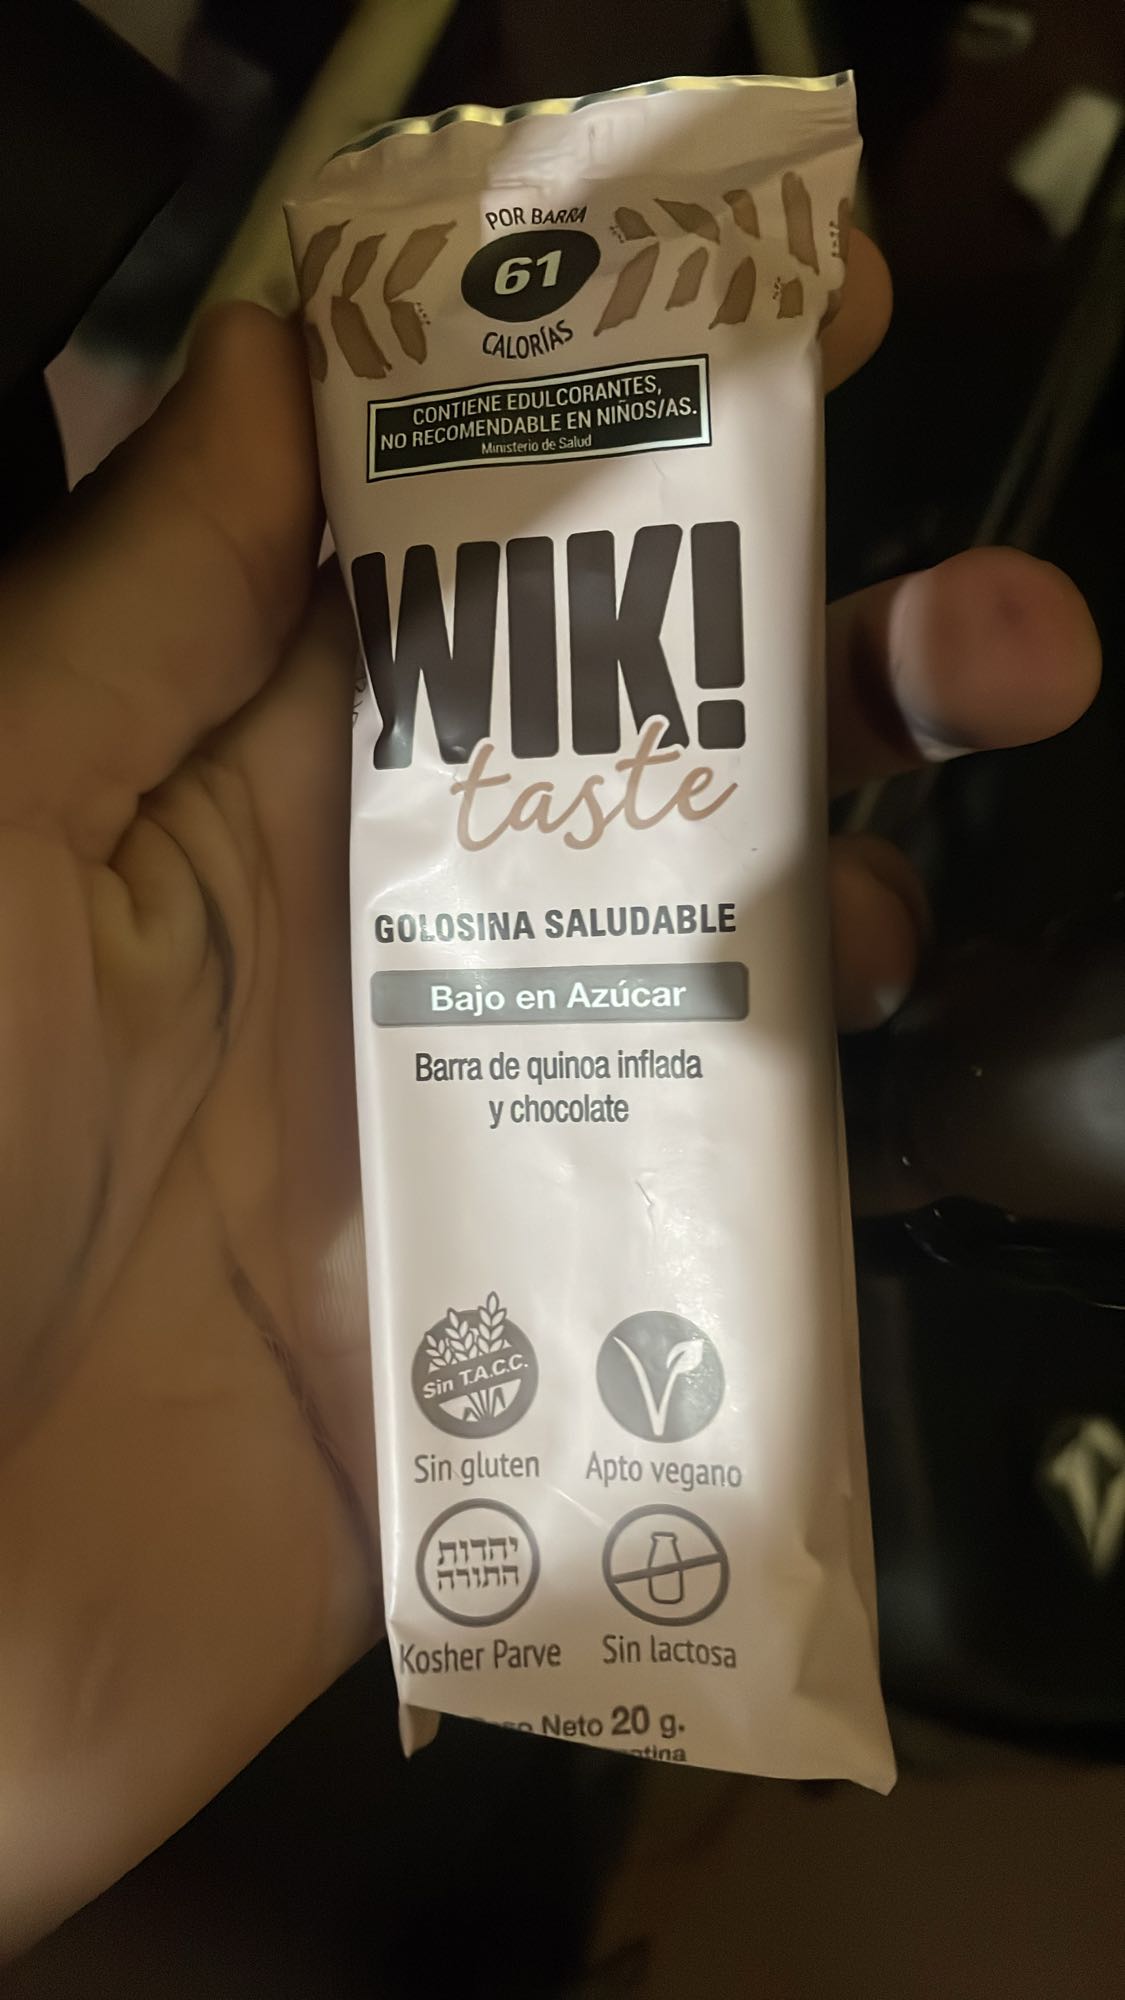 POR BARRA
61
CALORÍAS
CONTIENE EDULCORANTES,
NO RECOMENDABLE EN NIÑOS/AS.
Ministerio de Salud
WIK!
taste
GOLOSINA SALUDABLE
Bajo en Azúcar
Barra de quinoa inflada
y chocolate
Sin T.A.C.C.
Sin gluten
Apto vegano
יהדות
התורה
Kosher Parve
Sin lactosa
Neto 20 g.